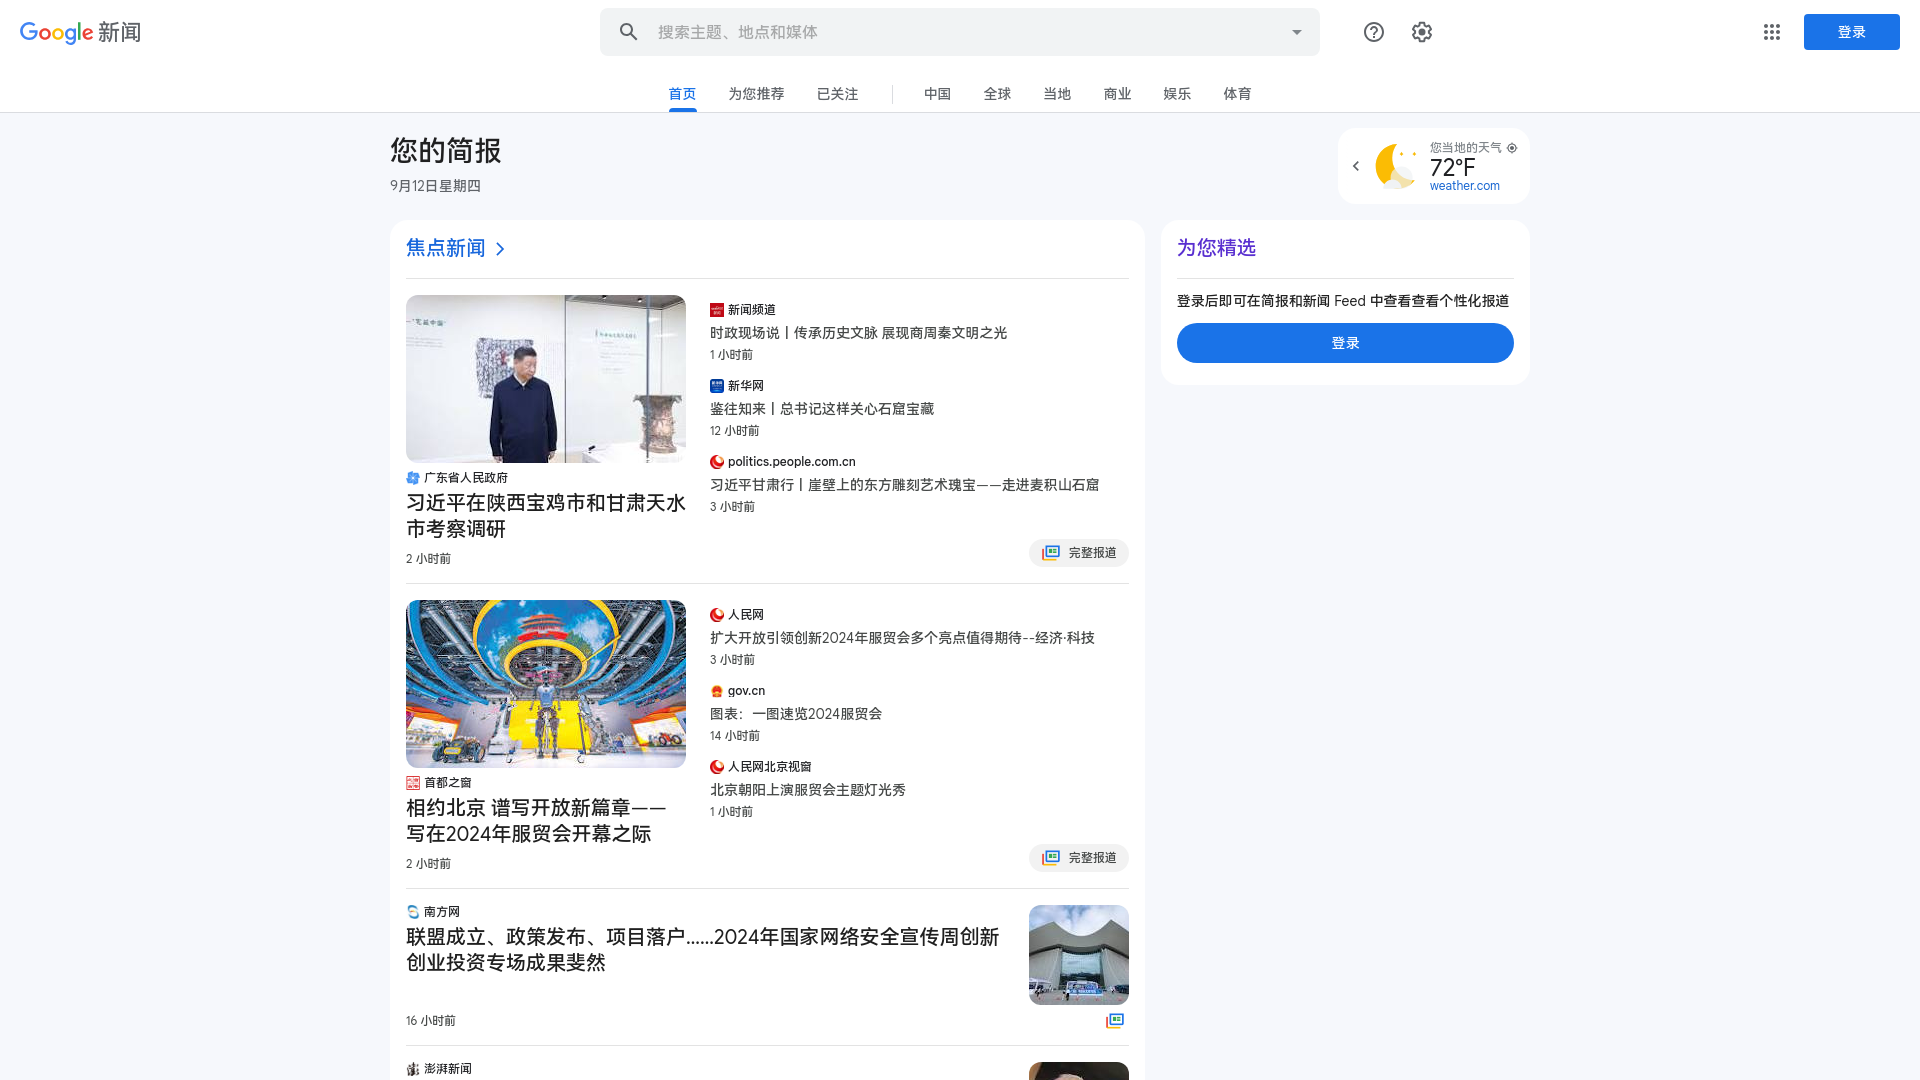 Google 新闻
搜索主题、地点和媒体
登录
首页
为您推荐
已关注
中国
全球
当地
商业
娱乐
体育
您的简报
9月12日星期四
您当地的天气
72°F
weather.com
焦点新闻
广东省人民政府
习近平在陕西宝鸡市和甘肃天水
市考察调研
2 小时前
新闻频道
时政现场说丨传承历史文脉 展现商周秦文明之光
1 小时前
新华网
鉴往知来丨总书记这样关心石窟宝藏
12 小时前
politics.people.com.cn
习近平甘肃行丨崖壁上的东方雕刻艺术瑰宝——走进麦积山石窟
3 小时前
完整报道
首都之窗
相约北京 谱写开放新篇章——
写在2024年服贸会开幕之际
2 小时前
人民网
扩大开放引领创新2024年服贸会多个亮点值得期待--经济·科技
3 小时前
gov.cn
图表：一图速览2024服贸会
14 小时前
人民网北京视窗
北京朝阳上演服贸会主题灯光秀
1 小时前
完整报道
南方网
联盟成立、政策发布、项目落户……2024年国家网络安全宣传周创新
创业投资专场成果斐然
16 小时前
澎湃新闻
为您精选
登录后即可在简报和新闻 Feed 中查看查看个性化报道
登录